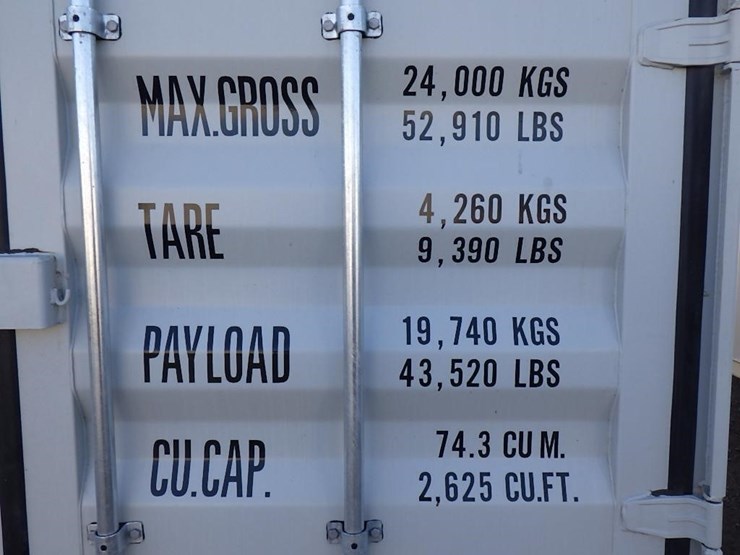 MAX.GROSS 24,000 KGS
52,910 LBS
TARE 4,260 KGS
9,390 LBS
PAYLOAD 19,740 KGS
43,520 LBS
CU.CAP. 74.3 CU M.
2,625 CU.FT.